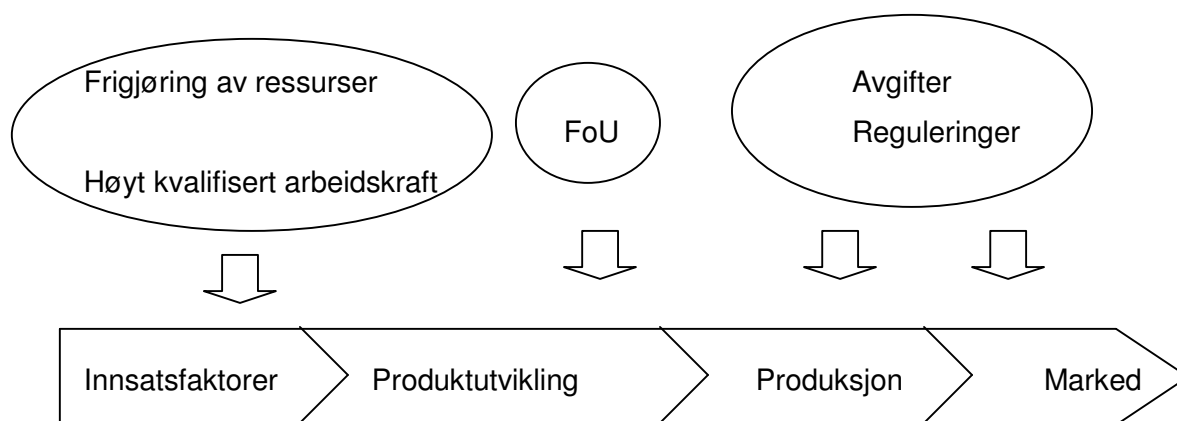 Frigjøring av ressurser
Høyt kvalifisert arbeidskraft
FoU
Avgifter
Reguleringer
Innsatsfaktorer
Produktutvikling
Produksjon
Marked